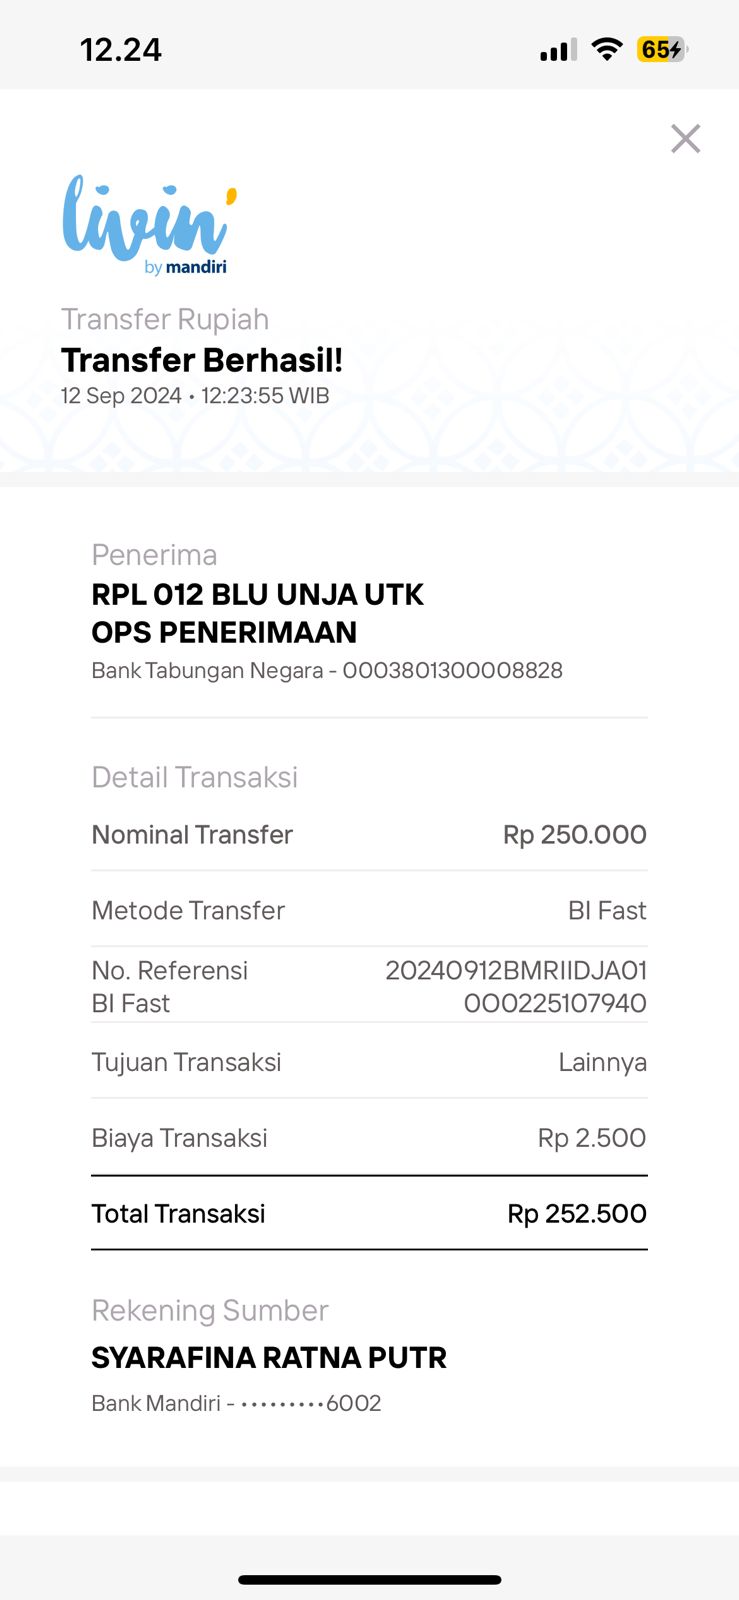 12.24
65
livin'
by mandiri
Transfer Rupiah
Transfer Berhasil!
12 Sep 2024 • 12:23:55 WIB
Penerima
RPL 012 BLU UNJA UTK
OPS PENERIMAAN
Bank Tabungan Negara - 0003801300008828
Detail Transaksi
Nominal Transfer Rp 250.000
Metode Transfer BI Fast
No. Referensi 20240912BMRIIDJA01
BI Fast 000225107940
Tujuan Transaksi Lainnya
Biaya Transaksi Rp 2.500
Total Transaksi Rp 252.500
Rekening Sumber
SYARAFINA RATNA PUTR
Bank Mandiri - •••••••••6002